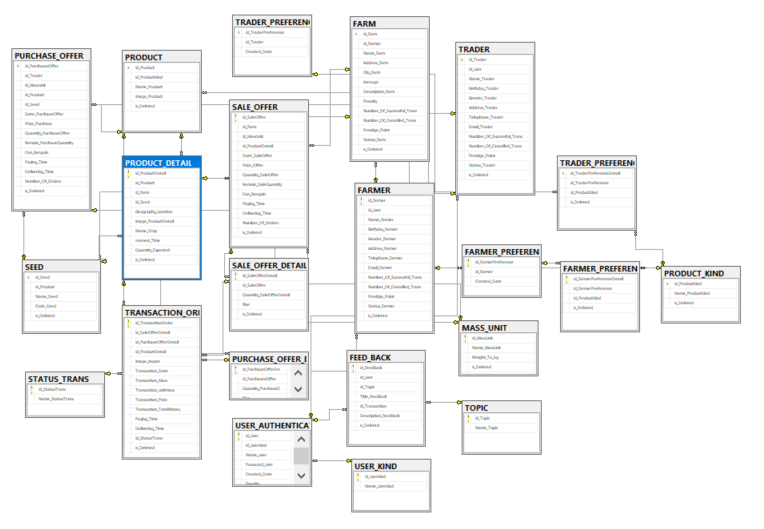 PURCHASE_OFFER
Id_PurchaseOffer
Id_Trader
Id_MassUnit
Id_Product
Id_Seed
Date_PurchaseOffer
Price_Purchase
Quantity_PurchaseOffer
Remain_PurchaseQuantity
Can_Bargain
Paying_Time
Delivering_Time
Number_Of_Orders
Is_Deleted
PRODUCT
Id_Product
Id_ProductKind
Name_Product
Image_Product
Is_Deleted
TRADER_PREFEREN
Id_TraderPreference
Id_Trader
Created_Date
FARM
Id_Farm
Id_Farmer
Name_Farm
Address_Farm
City_Farm
Acreage
Description_Farm
Penalty
Number_Of_Successful_Trans
Number_Of_Cancelled_Trans
Prestige_Point
Status_Farm
Is_Deleted
TRADER
Id_Trader
Id_User
Name_Trader
Birthday_Trader
Gender_Trader
Address_Trader
Telephone_Trader
Email_Trader
Number_Of_Successful_Trans
Number_Of_Cancelled_Trans
Prestige_Point
Status_Trader
Is_Deleted
SALE_OFFER
Id_SaleOffer
Id_Farm
Id_MassUnit
Id_ProductDetail
Date_SaleOffer
Price_Offer
Quantity_SaleOffer
Remain_SaleQuantity
Can_Bargain
Paying_Time
Delivering_Time
Number_Of_Orders
Is_Deleted
PRODUCT_DETAIL
Id_ProductDetail
Id_Product
Id_Farm
Id_Seed
Geography_Location
Image_ProductDetail
Name_Crop
Harvest_Time
Quantity_Expected
Is_Deleted
TRADER_PREFEREN
Id_TraderPreferenceDetail
Id_TraderPreference
Id_ProductKind
Is_Deleted
FARMER
Id_Farmer
Id_User
Name_Farmer
Birthday_Farmer
Gender_Farmer
Address_Farmer
Telephone_Farmer
Email_Farmer
Number_Of_Successful_Trans
Number_Of_Cancelled_Trans
Prestige_Point
Status_Farmer
Is_Deleted
SEED
Id_Seed
Id_Product
Name_Seed
Code_Seed
Is_Deleted
SALE_OFFER_DETAIL
Id_SaleOfferDetail
Id_SaleOffer
Quantity_SaleOfferDetail
Is_Deleted
FARMER_PREFEREN
Id_FarmerPreference
Id_Farmer
Created_Date
FARMER_PREFEREN
Id_FarmerPreferenceDetail
Id_FarmerPreference
Id_ProductKind
Is_Deleted
PRODUCT_KIND
Id_ProductKind
Name_ProductKind
Is_Deleted
TRANSACTION_ORI
Id_TransactionOrder
Id_SaleOfferDetail
Id_PurchaseOfferDetail
Id_ProductDetail
Transaction_Date
Transaction_Mass
Transaction_UnitMass
Transaction_Price
Transaction_TotalMoney
Paying_Time
Delivering_Time
Id_StatusTrans
Is_Deleted
MASS_UNIT
Id_MassUnit
Name_MassUnit
Weight_To_Kg
Is_Deleted
PURCHASE_OFFER_I
Id_PurchaseOfferDe
Id_PurchaseOffer
Quantity_PurchaseO
FEED_BACK
Id_Feedback
Id_User
Id_Topic
Title_Feedback
Id_Transaction
Description_Feedback
Is_Deleted
STATUS_TRANS
Id_StatusTrans
Name_StatusTrans
TOPIC
Id_Topic
Name_Topic
USER_AUTHENTICA
Id_User
Id_UserKind
Name_User
Password_User
Created_Date
USER_KIND
Id_UserKind
Name_UserKind